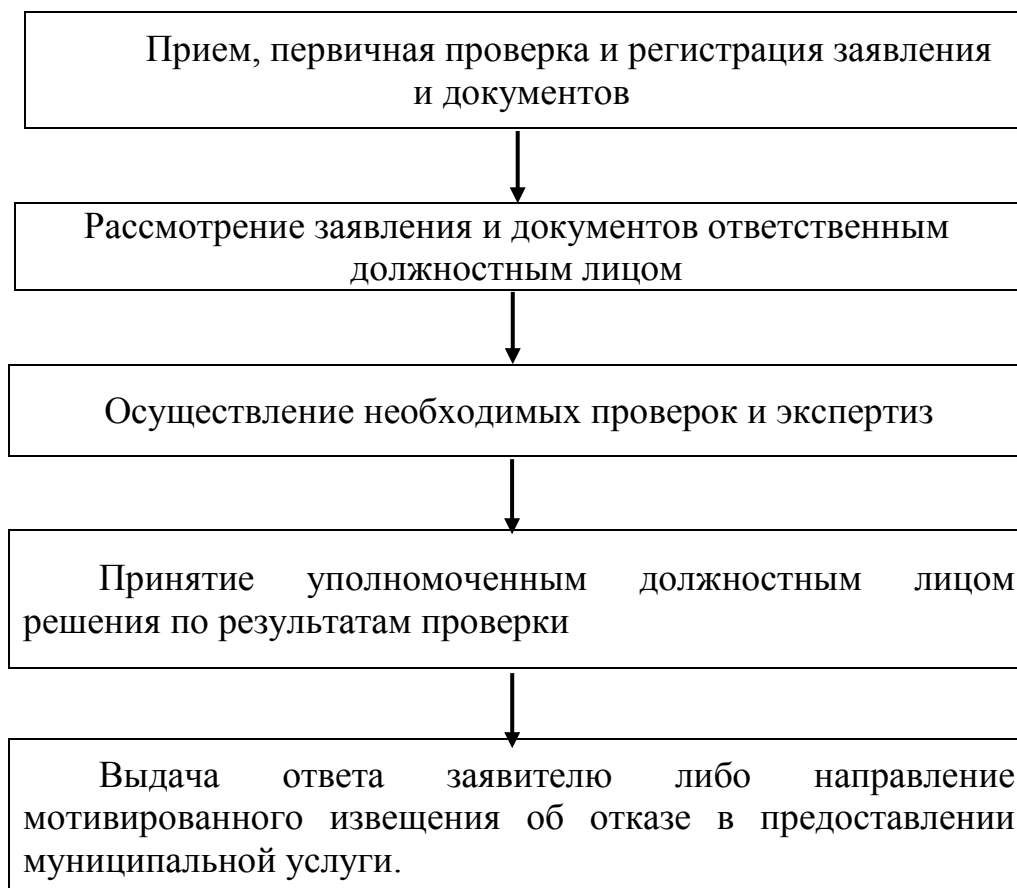 Прием, первичная проверка и регистрация заявления
и документов
Рассмотрение заявления и документов ответственным
должностным лицом
Осуществление необходимых проверок и экспертиз
Принятие уполномоченным должностным лицом
решения по результатам проверки
Выдача ответа заявителю либо направление
мотивированного извещения об отказе в предоставлении
муниципальной услуги.